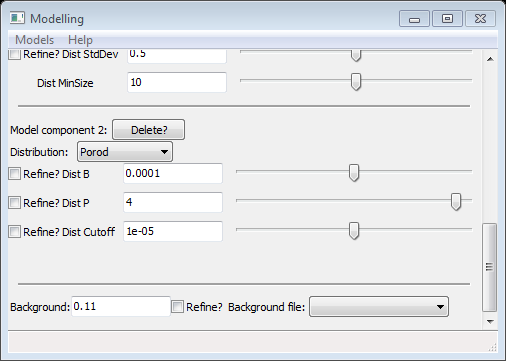 Modelling
Models Help
Refine? Dist StdDev 0.5
Dist MinSize 10
Model component 2: Delete?
Distribution: Porod
Refine? Dist B 0.0001
Refine? Dist P 4
Refine? Dist Cutoff 1e-05
Background: 0.11 Refine? Background file: